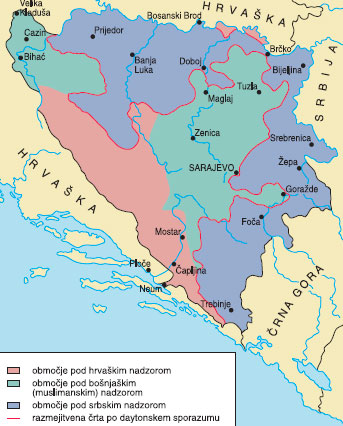 Velika
Kladuša
Cazin
Bihać
Prijedor
Banja
Luka
Bosanski Brod
HRVAŠKA
Doboj
Brčko
Bijeljina
SRBIJA
Maglaj
Tuzla
Zenica
Srebrenica
SARAJEVO
Žepa
Goražde
HRVAŠKA
Foča
Mostar
Ploče
Čapljina
Neum
Trebinje
ČRNA GORA
območje pod hrvaškim nadzorom
območje pod bošnjaškim
(muslimanskim) nadzorom
območje pod srbskim nadzorom
razmejitvena črta po daytonskem sporazumu